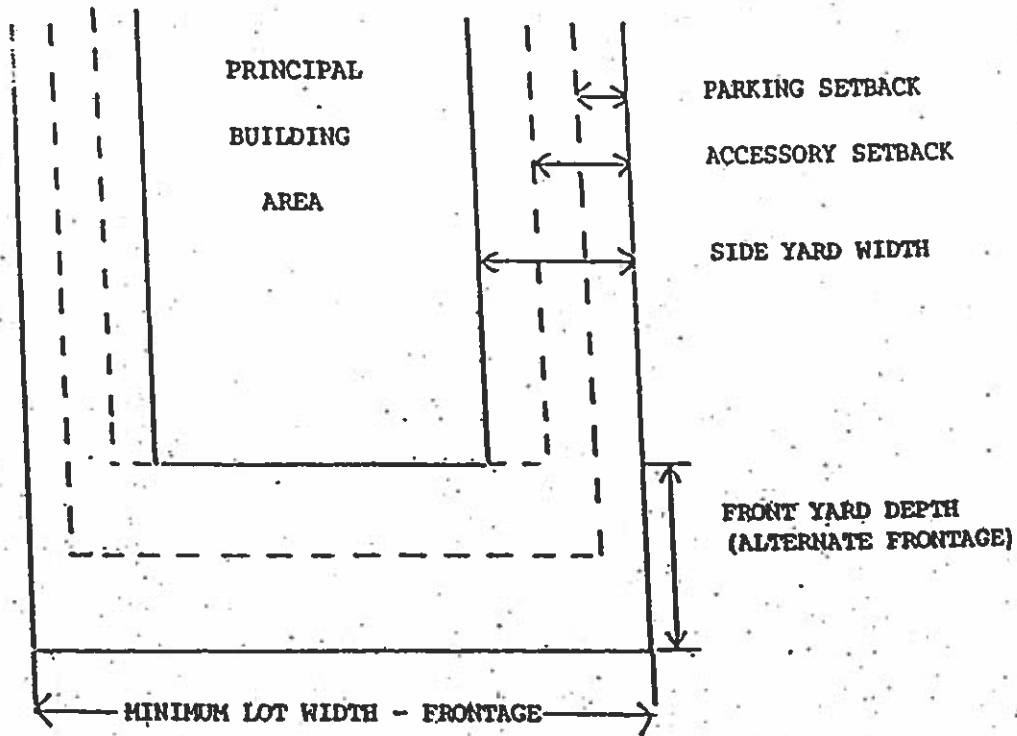 PRINCIPAL
BUILDING
AREA
PARKING SETBACK
ACCESSORY SETBACK
SIDE YARD WIDTH
FRONT YARD DEPTH
(ALTERNATE FRONTAGE)
MINIMUM LOT WIDTH - FRONTAGE